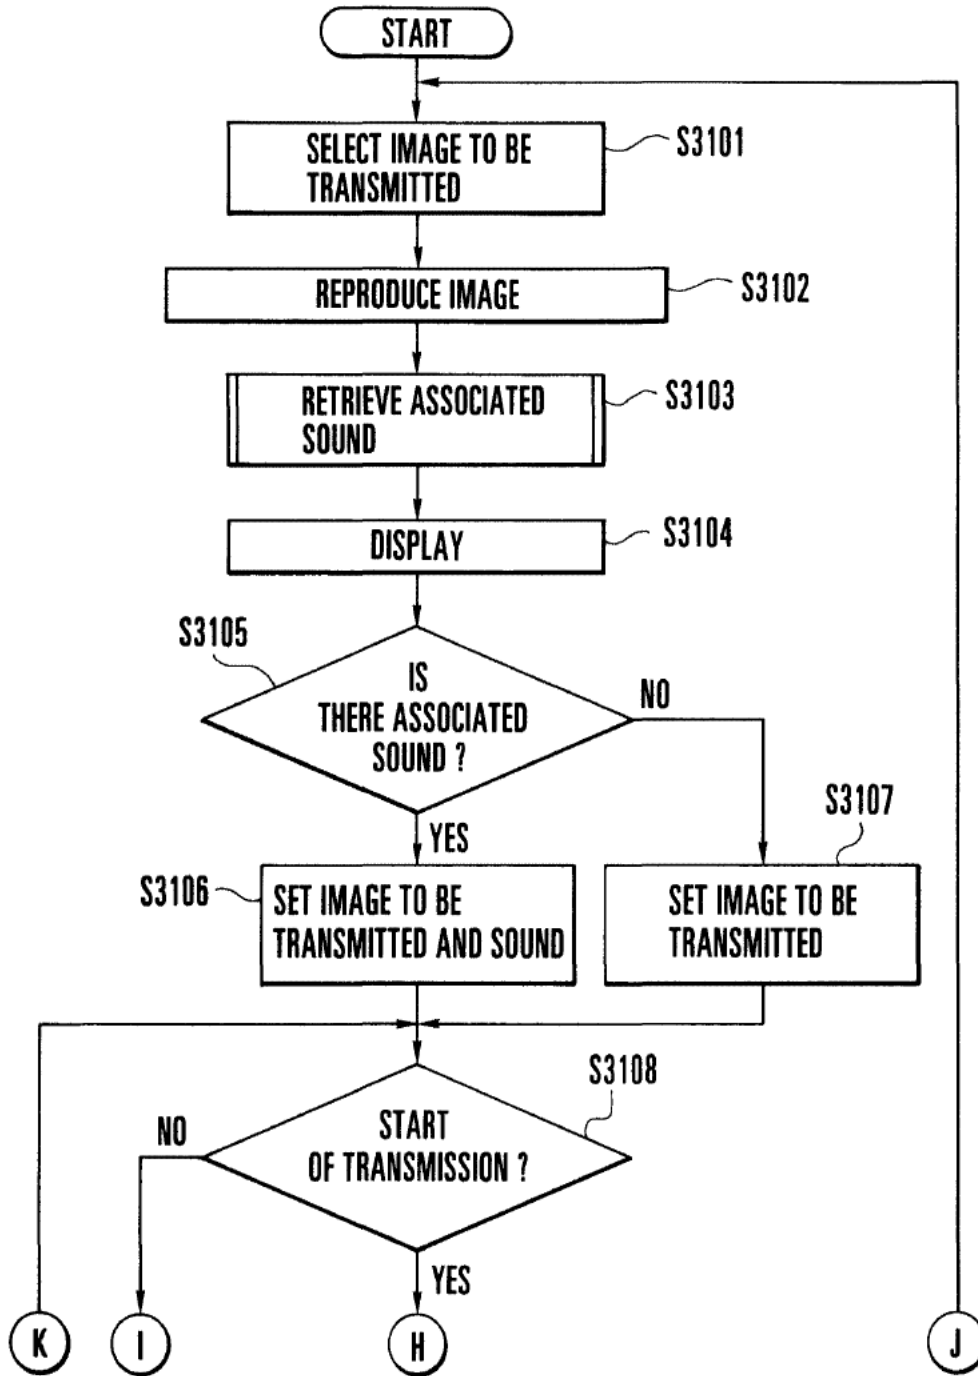 START
SELECT IMAGE TO BE
TRANSMITTED
S3101
REPRODUCE IMAGE
S3102
RETRIEVE ASSOCIATED
SOUND
S3103
DISPLAY
S3104
S3105
IS
THERE ASSOCIATED
SOUND ?
NO
YES
S3106
SET IMAGE TO BE
TRANSMITTED AND SOUND
S3107
SET IMAGE TO BE
TRANSMITTED
S3108
START
OF TRANSMISSION ?
NO
YES
K
I
H
J